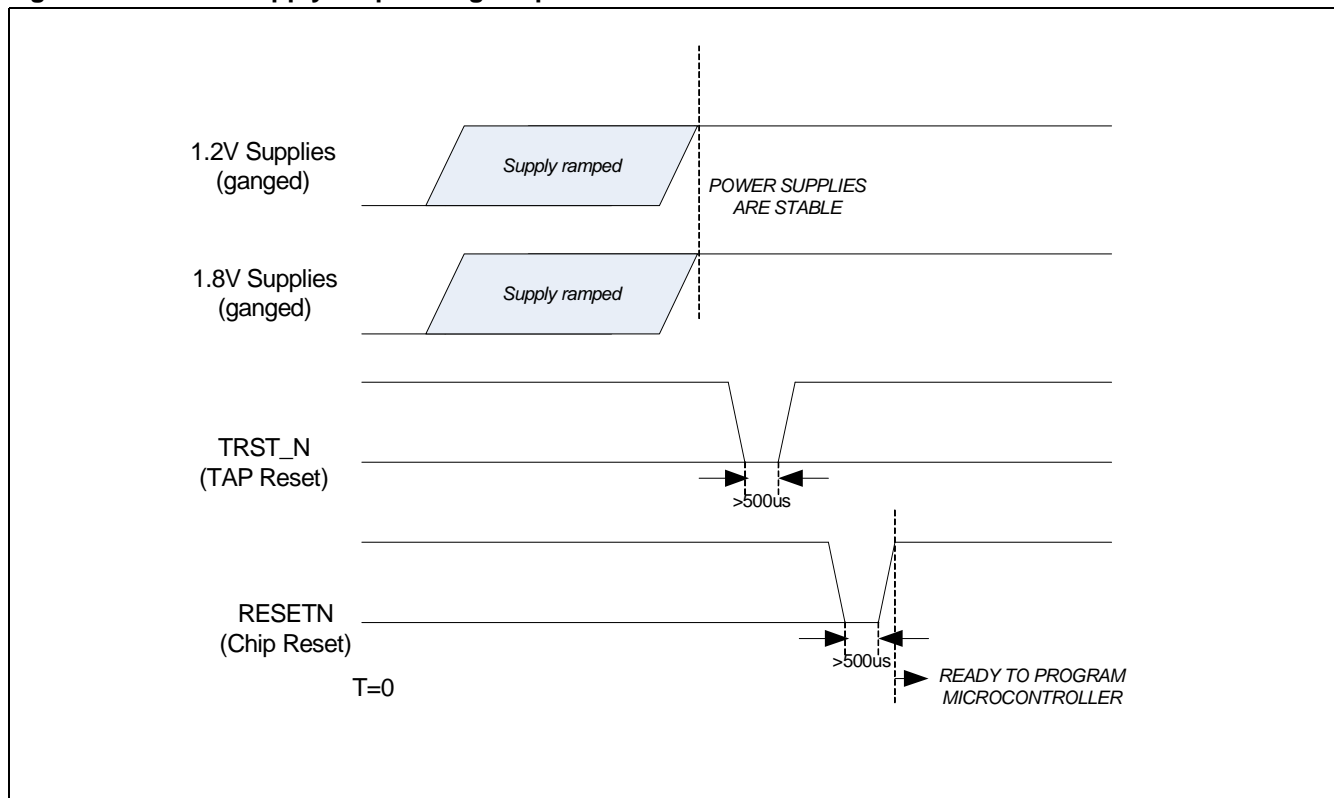 1.2V Supplies
(ganged)
Supply ramped
POWER SUPPLIES
ARE STABLE
1.8V Supplies
(ganged)
Supply ramped
TRST_N
(TAP Reset)
>500us
RESETN
(Chip Reset)
>500us
T=0
READY TO PROGRAM
MICROCONTROLLER